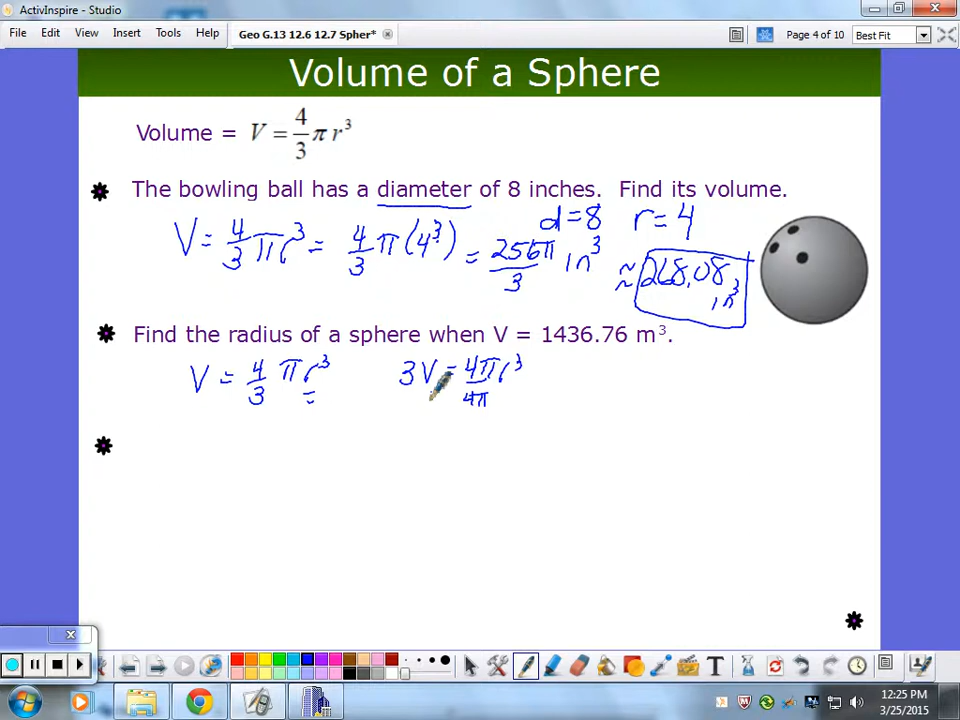 ActivInspire - Studio
File Edit View Insert Tools Help
Geo G.13 12.6 12.7 Spher*
Page 4 of 10
Best Fit
Volume of a Sphere
Volume = V = 4/3 π r³
The bowling ball has a diameter of 8 inches. Find its volume.
d=8 r=4
V= 4/3 πr³ = 4/3 π(4³) = 256π/3 in³
≈ 268.08 in³
Find the radius of a sphere when V = 1436.76 m³.
V = 4/3 πr³ 3V = 4πr³
4π
12:25 PM
3/25/2015